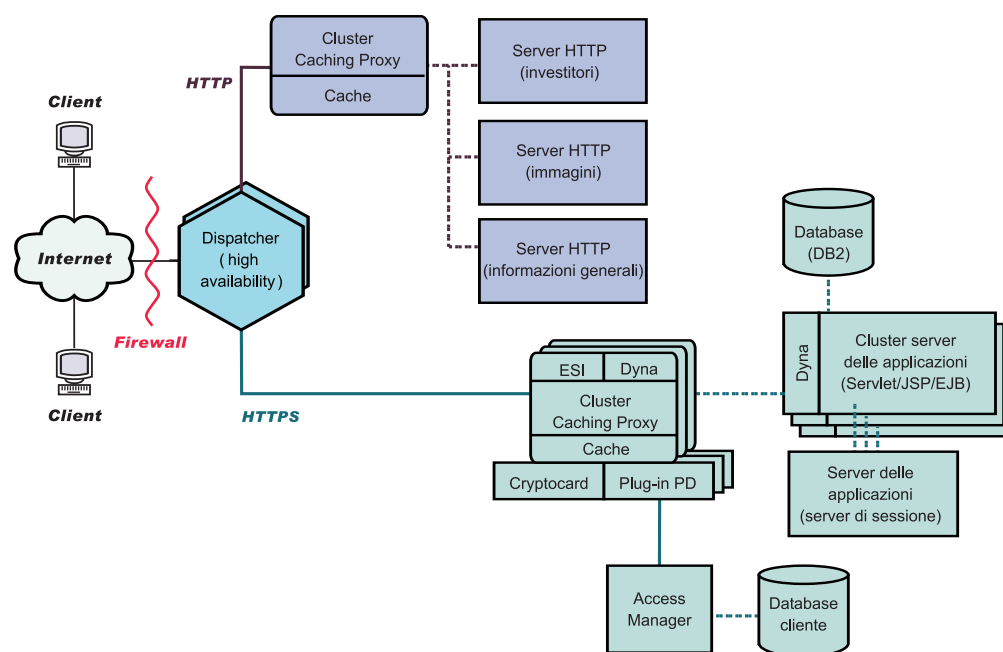 Cluster
Caching Proxy
Cache
HTTP
Server HTTP
(investitori)
Client
Server HTTP
(immagini)
Dispatcher
( high
availability)
Internet
Server HTTP
(informazioni generali)
Database
(DB2)
Firewall
Client
HTTPS
ESI
Dyna
Cluster
Caching Proxy
Cache
Cryptocard
Plug-in PD
Dyna
Cluster server
delle applicazioni
(Servlet/JSP/EJB)
Server delle
applicazioni
(server di sessione)
Access
Manager
Database
cliente